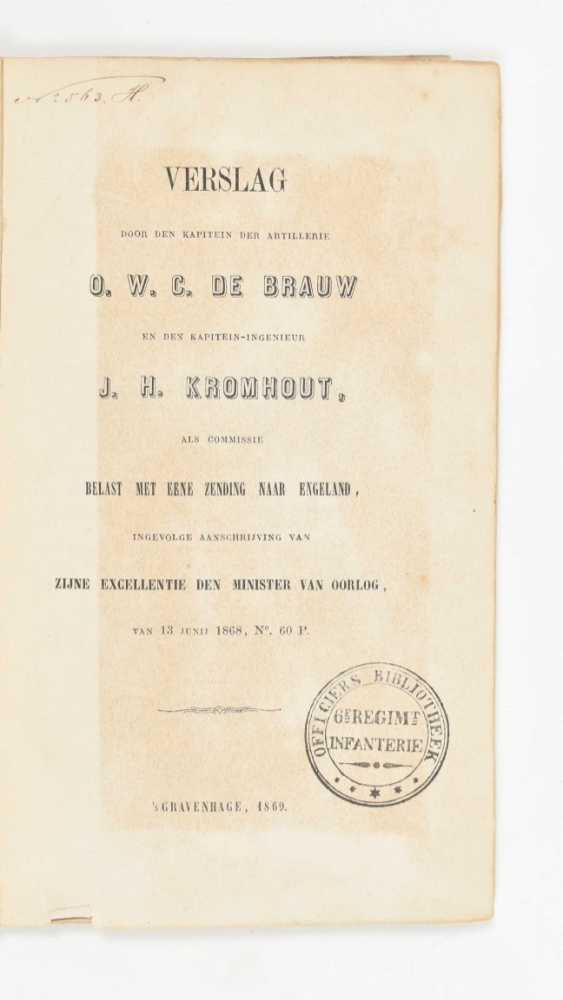 Nº 563. H.
VERSLAG
DOOR DEN KAPITEIN DER ARTILLERIE
O. W. C. DE BRAUW
EN DEN KAPITEIN-INGENIEUR
J. H. KROMHOUT,
ALS COMMISSIE
BELAST MET EENE ZENDING NAAR ENGELAND,
INGEVOLGE AANSCHRIJVING VAN
ZIJNE EXCELLENTIE DEN MINISTER VAN OORLOG,
VAN 13 JUNIJ 1868, Nº. 60 P.
OFFICIERS BIBLIOTHEEK
6E REGIMT
INFANTERIE
'sGRAVENHAGE, 1869.